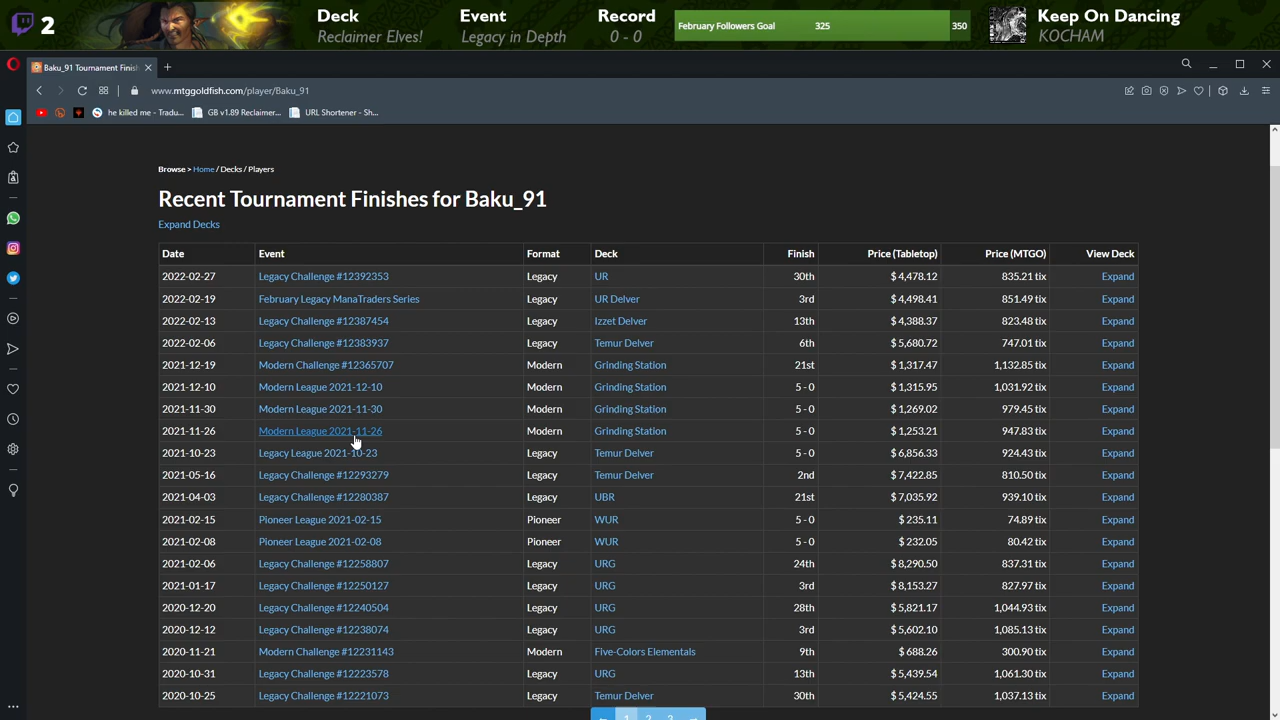 2
Deck
Reclaimer Elves!
Event
Legacy in Depth
Record
0 - 0
February Followers Goal 325 350
Keep On Dancing
KOCHAM
Baku_91 Tournament Finish
www.mtggoldfish.com/player/Baku_91
he killed me - Tradu... GB v1.89 Reclaimer... URL Shortener - Sh...
Browse > Home / Decks / Players
Recent Tournament Finishes for Baku_91
Expand Decks
Date Event Format Deck Finish Price (Tabletop) Price (MTGO) View Deck
2022-02-27 Legacy Challenge #12392353 Legacy UR 30th $ 4,478.12 835.21 tix Expand
2022-02-19 February Legacy ManaTraders Series Legacy UR Delver 3rd $ 4,498.41 851.49 tix Expand
2022-02-13 Legacy Challenge #12387454 Legacy Izzet Delver 13th $ 4,388.37 823.48 tix Expand
2022-02-06 Legacy Challenge #12383937 Legacy Temur Delver 6th $ 5,680.72 747.01 tix Expand
2021-12-19 Modern Challenge #12365707 Modern Grinding Station 21st $ 1,317.47 1,132.85 tix Expand
2021-12-10 Modern League 2021-12-10 Modern Grinding Station 5 - 0 $ 1,315.95 1,031.92 tix Expand
2021-11-30 Modern League 2021-11-30 Modern Grinding Station 5 - 0 $ 1,269.02 979.45 tix Expand
2021-11-26 Modern League 2021-11-26 Modern Grinding Station 5 - 0 $ 1,253.21 947.83 tix Expand
2021-10-23 Legacy League 2021-10-23 Legacy Temur Delver 5 - 0 $ 6,856.33 924.43 tix Expand
2021-05-16 Legacy Challenge #12293279 Legacy Temur Delver 2nd $ 7,422.85 810.50 tix Expand
2021-04-03 Legacy Challenge #12280387 Legacy UBR 21st $ 7,035.92 939.10 tix Expand
2021-02-15 Pioneer League 2021-02-15 Pioneer WUR 5 - 0 $ 235.11 74.89 tix Expand
2021-02-08 Pioneer League 2021-02-08 Pioneer WUR 5 - 0 $ 232.05 80.42 tix Expand
2021-02-06 Legacy Challenge #12258807 Legacy URG 24th $ 8,290.50 837.31 tix Expand
2021-01-17 Legacy Challenge #12250127 Legacy URG 3rd $ 8,153.27 827.97 tix Expand
2020-12-20 Legacy Challenge #12240504 Legacy URG 28th $ 5,821.17 1,044.93 tix Expand
2020-12-12 Legacy Challenge #12238074 Legacy URG 3rd $ 5,602.10 1,085.13 tix Expand
2020-11-21 Modern Challenge #12231143 Modern Five-Colors Elementals 9th $ 688.26 300.90 tix Expand
2020-10-31 Legacy Challenge #12223578 Legacy URG 13th $ 5,439.54 1,061.30 tix Expand
2020-10-25 Legacy Challenge #12221073 Legacy Temur Delver 30th $ 5,424.55 1,037.13 tix Expand
← 1 2 3 →